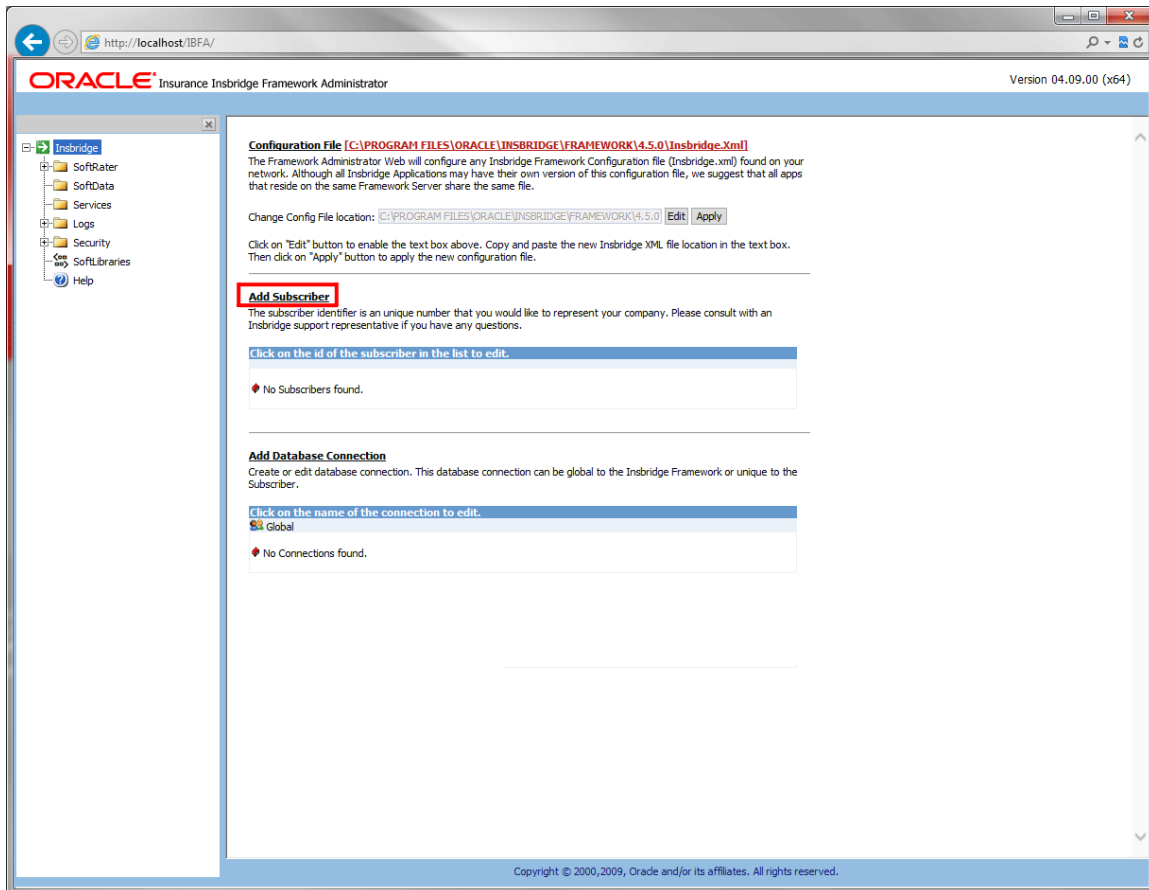 http://localhost/IBFA/
ORACLE Insurance Insbridge Framework Administrator
Version 04.09.00 (x64)
Insbridge
SoftRater
SoftData
Services
Logs
Security
SoftLibraries
Help
Configuration File [C:\PROGRAM FILES\ORACLE\INSBRIDGE\FRAMEWORK\4.5.0\Insbridge.Xml]
The Framework Administrator Web will configure any Insbridge Framework Configuration file (Insbridge.xml) found on your
network. Although all Insbridge Applications may have their own version of this configuration file, we suggest that all apps
that reside on the same Framework Server share the same file.
Change Config File location: C:\PROGRAM FILES\ORACLE\INSBRIDGE\FRAMEWORK\4.5.0 Edit Apply
Click on "Edit" button to enable the text box above. Copy and paste the new Insbridge XML file location in the text box.
Then click on "Apply" button to apply the new configuration file.
Add Subscriber
The subscriber identifier is an unique number that you would like to represent your company. Please consult with an
Insbridge support representative if you have any questions.
Click on the id of the subscriber in the list to edit.
No Subscribers found.
Add Database Connection
Create or edit database connection. This database connection can be global to the Insbridge Framework or unique to the
Subscriber.
Click on the name of the connection to edit.
Global
No Connections found.
Copyright © 2000,2009, Oracle and/or its affiliates. All rights reserved.